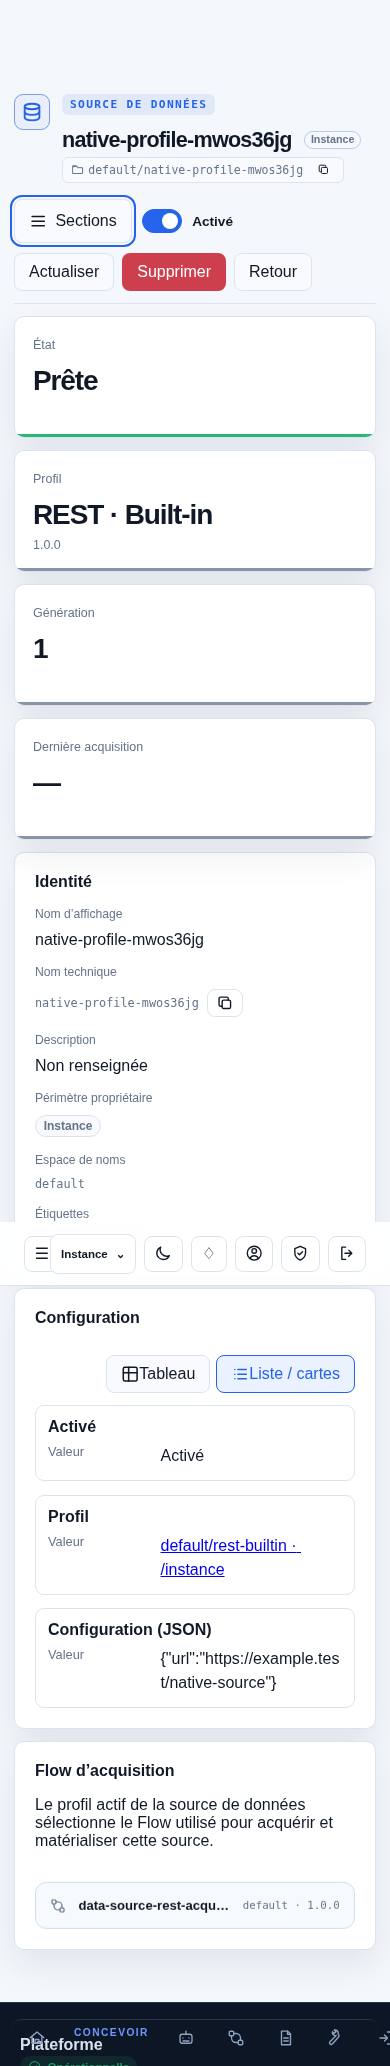 SOURCE DE DONNÉES
native-profile-mwos36jg Instance
default/native-profile-mwos36jg
Sections Activé
Actualiser Supprimer Retour
État
Prête
Profil
REST · Built-in
1.0.0
Génération
1
Dernière acquisition
—
Identité
Nom d’affichage
native-profile-mwos36jg
Nom technique
native-profile-mwos36jg
Description
Non renseignée
Périmètre propriétaire
Instance
Espace de noms
default
Étiquettes
Instance
Configuration
Tableau Liste / cartes
Activé
Valeur Activé
Profil
Valeur default/rest-builtin ·
/instance
Configuration (JSON)
Valeur {"url":"https://example.tes
t/native-source"}
Flow d’acquisition
Le profil actif de la source de données
sélectionne le Flow utilisé pour acquérir et
matérialiser cette source.
data-source-rest-acqu… default · 1.0.0
CONCEVOIR
Plateforme
Opérationnelle